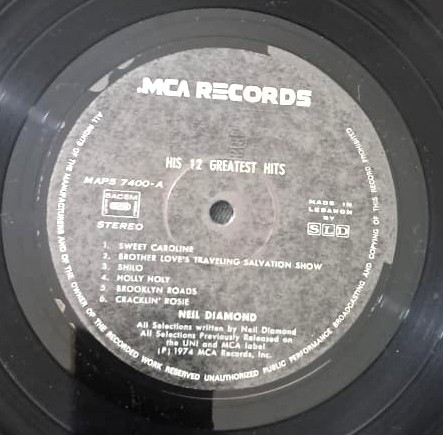 MCA RECORDS
HIS 12 GREATEST HITS
MAPS 7400-A
SACEM
STEREO
MADE IN
LEBANON
BY
SLD
1. SWEET CAROLINE
2. BROTHER LOVE'S TRAVELING SALVATION SHOW
3. SHILO
4. HOLLY HOLY
5. BROOKLYN ROADS
6. CRACKLIN' ROSIE
NEIL DIAMOND
All Selections written by Neil Diamond
All Selections Previously Released on
the UNI and MCA label
(P) 1974 MCA Records, Inc.
ALL RIGHTS OF THE MANUFACTURERS AND OF THE OWNER OF THE RECORDED WORK RESERVED UNAUTHORIZED PUBLIC PERFORMANCE BROADCASTING AND COPYING OF THIS RECORD PROHIBITED